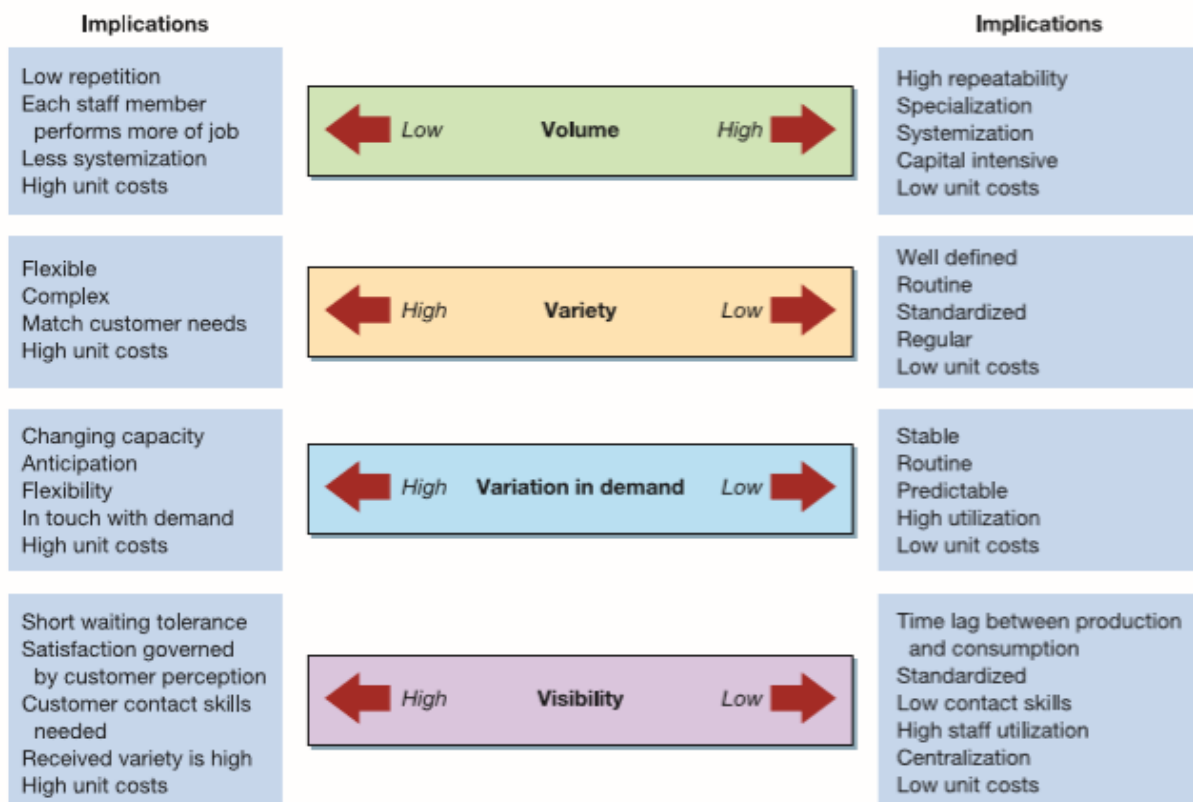 Implications
Implications
Low repetition
Each staff member
performs more of job
Less systemization
High unit costs
Low
Volume
High
High repeatability
Specialization
Systemization
Capital intensive
Low unit costs
Flexible
Complex
Match customer needs
High unit costs
High
Variety
Low
Well defined
Routine
Standardized
Regular
Low unit costs
Changing capacity
Anticipation
Flexibility
In touch with demand
High unit costs
High
Variation in demand
Low
Stable
Routine
Predictable
High utilization
Low unit costs
Short waiting tolerance
Satisfaction governed
by customer perception
Customer contact skills
needed
Received variety is high
High unit costs
High
Visibility
Low
Time lag between production
and consumption
Standardized
Low contact skills
High staff utilization
Centralization
Low unit costs